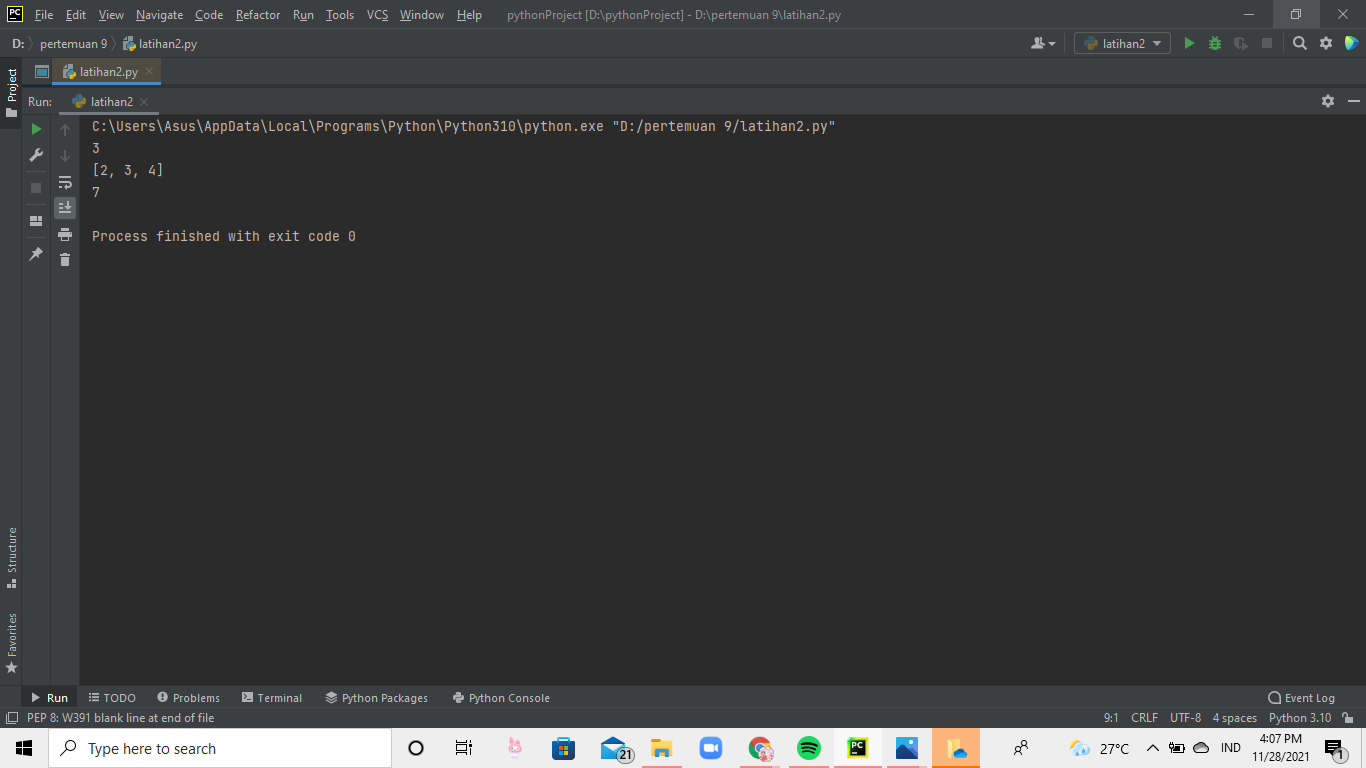 PC File Edit View Navigate Code Refactor Run Tools VCS Window Help pythonProject [D:\pythonProject] - D:\pertemuan 9\latihan2.py
D: pertemuan 9 latihan2.py latihan2
Project
latihan2.py
Run: latihan2
C:\Users\Asus\AppData\Local\Programs\Python\Python310\python.exe "D:/pertemuan 9/latihan2.py"
3
[2, 3, 4]
7
Process finished with exit code 0
Structure
Favorites
Run TODO Problems Terminal Python Packages Python Console Event Log
PEP 8: W391 blank line at end of file 9:1 CRLF UTF-8 4 spaces Python 3.10
Type here to search 21 PC 27°C IND 4:07 PM 1
11/28/2021